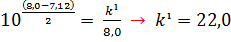 10^((8,0−7,12)/2) = k¹/8,0 → k¹ = 22,0